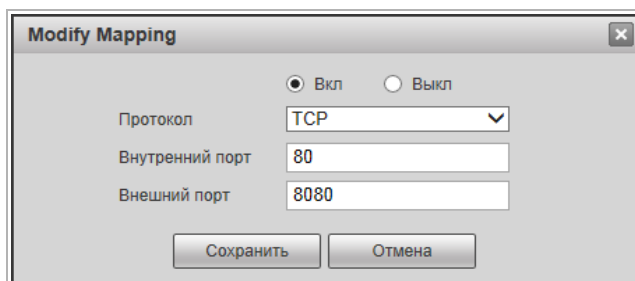 Modify Mapping
Вкл Выкл
Протокол TCP
Внутренний порт 80
Внешний порт 8080
Сохранить Отмена